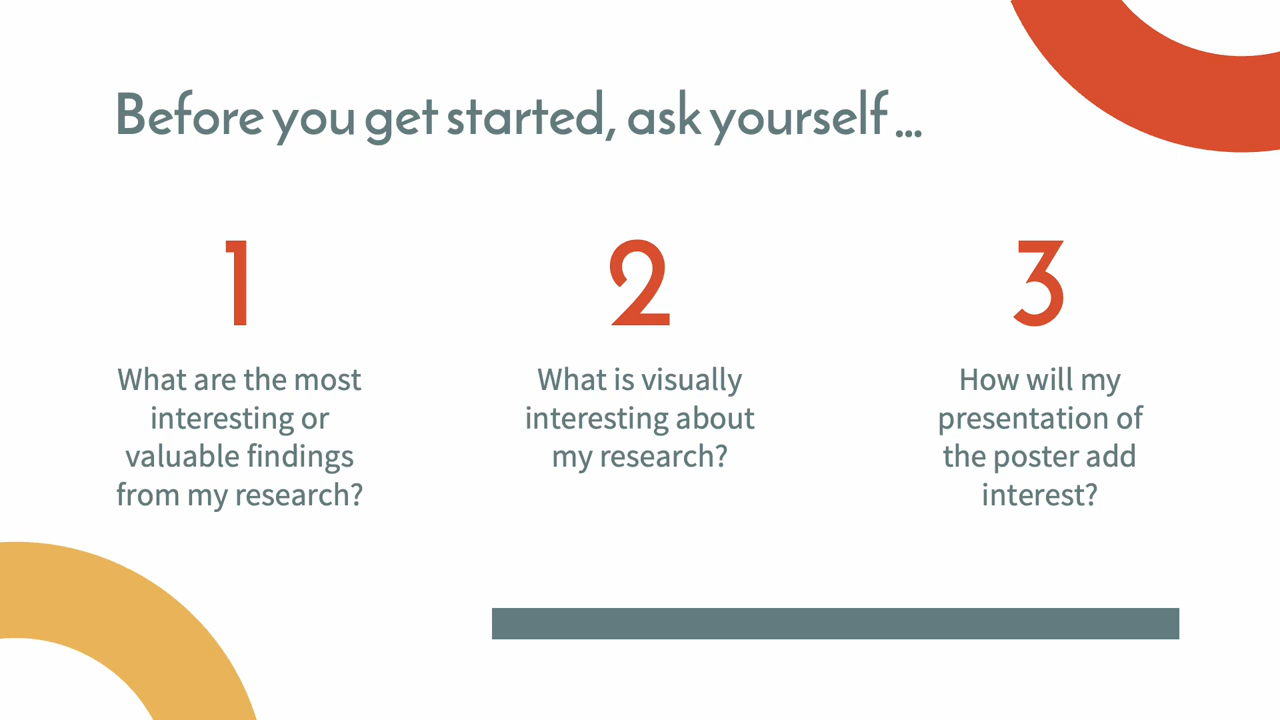 Before you get started, ask yourself...
1
What are the most
interesting or
valuable findings
from my research?
2
What is visually
interesting about
my research?
3
How will my
presentation of
the poster add
interest?